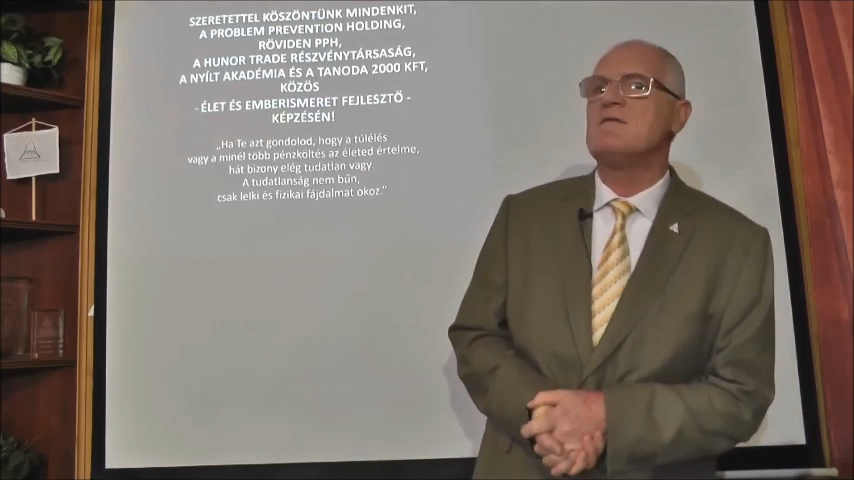 SZERETETTEL KÖSZÖNTÜNK MINDENKIT,
A PROBLEM PREVENTION HOLDING,
RÖVIDEN PPH,
A HUNOR TRADE RÉSZVÉNYTÁRSASÁG,
A NYÍLT AKADÉMIA ÉS A TANODA 2000 KFT,
KÖZÖS
- ÉLET ÉS EMBERISMERET FEJLESZTŐ -
KÉPZÉSÉN!
„Ha Te azt gondolod, hogy a túlélés
vagy a minél több pénzköltés az életed értelme,
hát bizony elég tudatlan vagy.
A tudatlanság nem bűn,
csak lelki és fizikai fájdalmat okoz.”